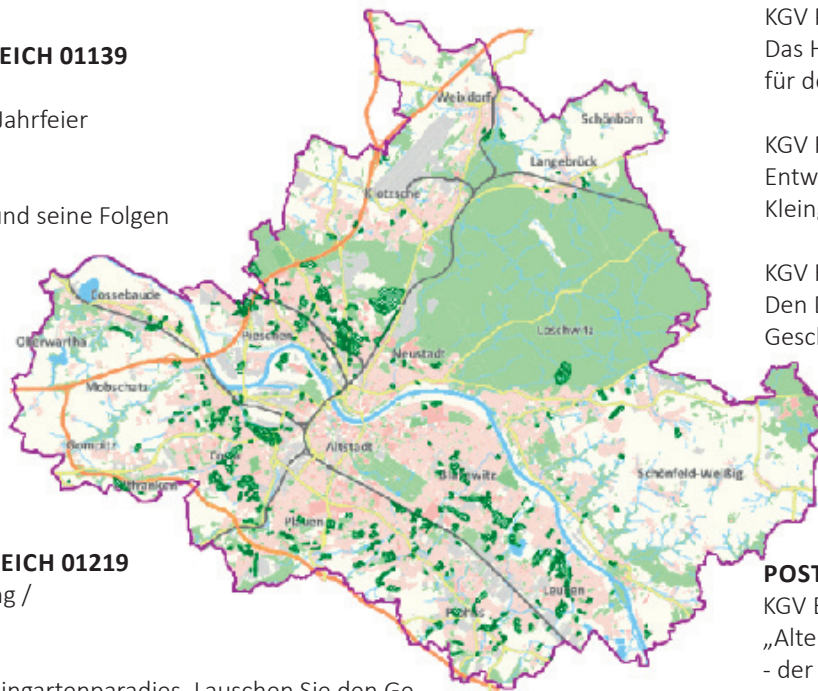 EICH 01139
Jahrfeier
und seine Folgen
EICH 01219
ng /
ingartenparadies. Lauschen Sie den Ge
KGV
Das H
für de
KGV
Entw
Klein
KGV
Den
Gesch
POST
KGV
„Alte
- der
Weixdorf
Schönborn
Langebrück
Klotzsche
Cossebaude
Oberwartha
Pieschen
Loschwitz
Neustadt
Mobschatz
Gompitz
Cotta
Altstadt
Blasewitz
Schönfeld-Weißig
Altfranken
Plauen
Leuben
Prohlis